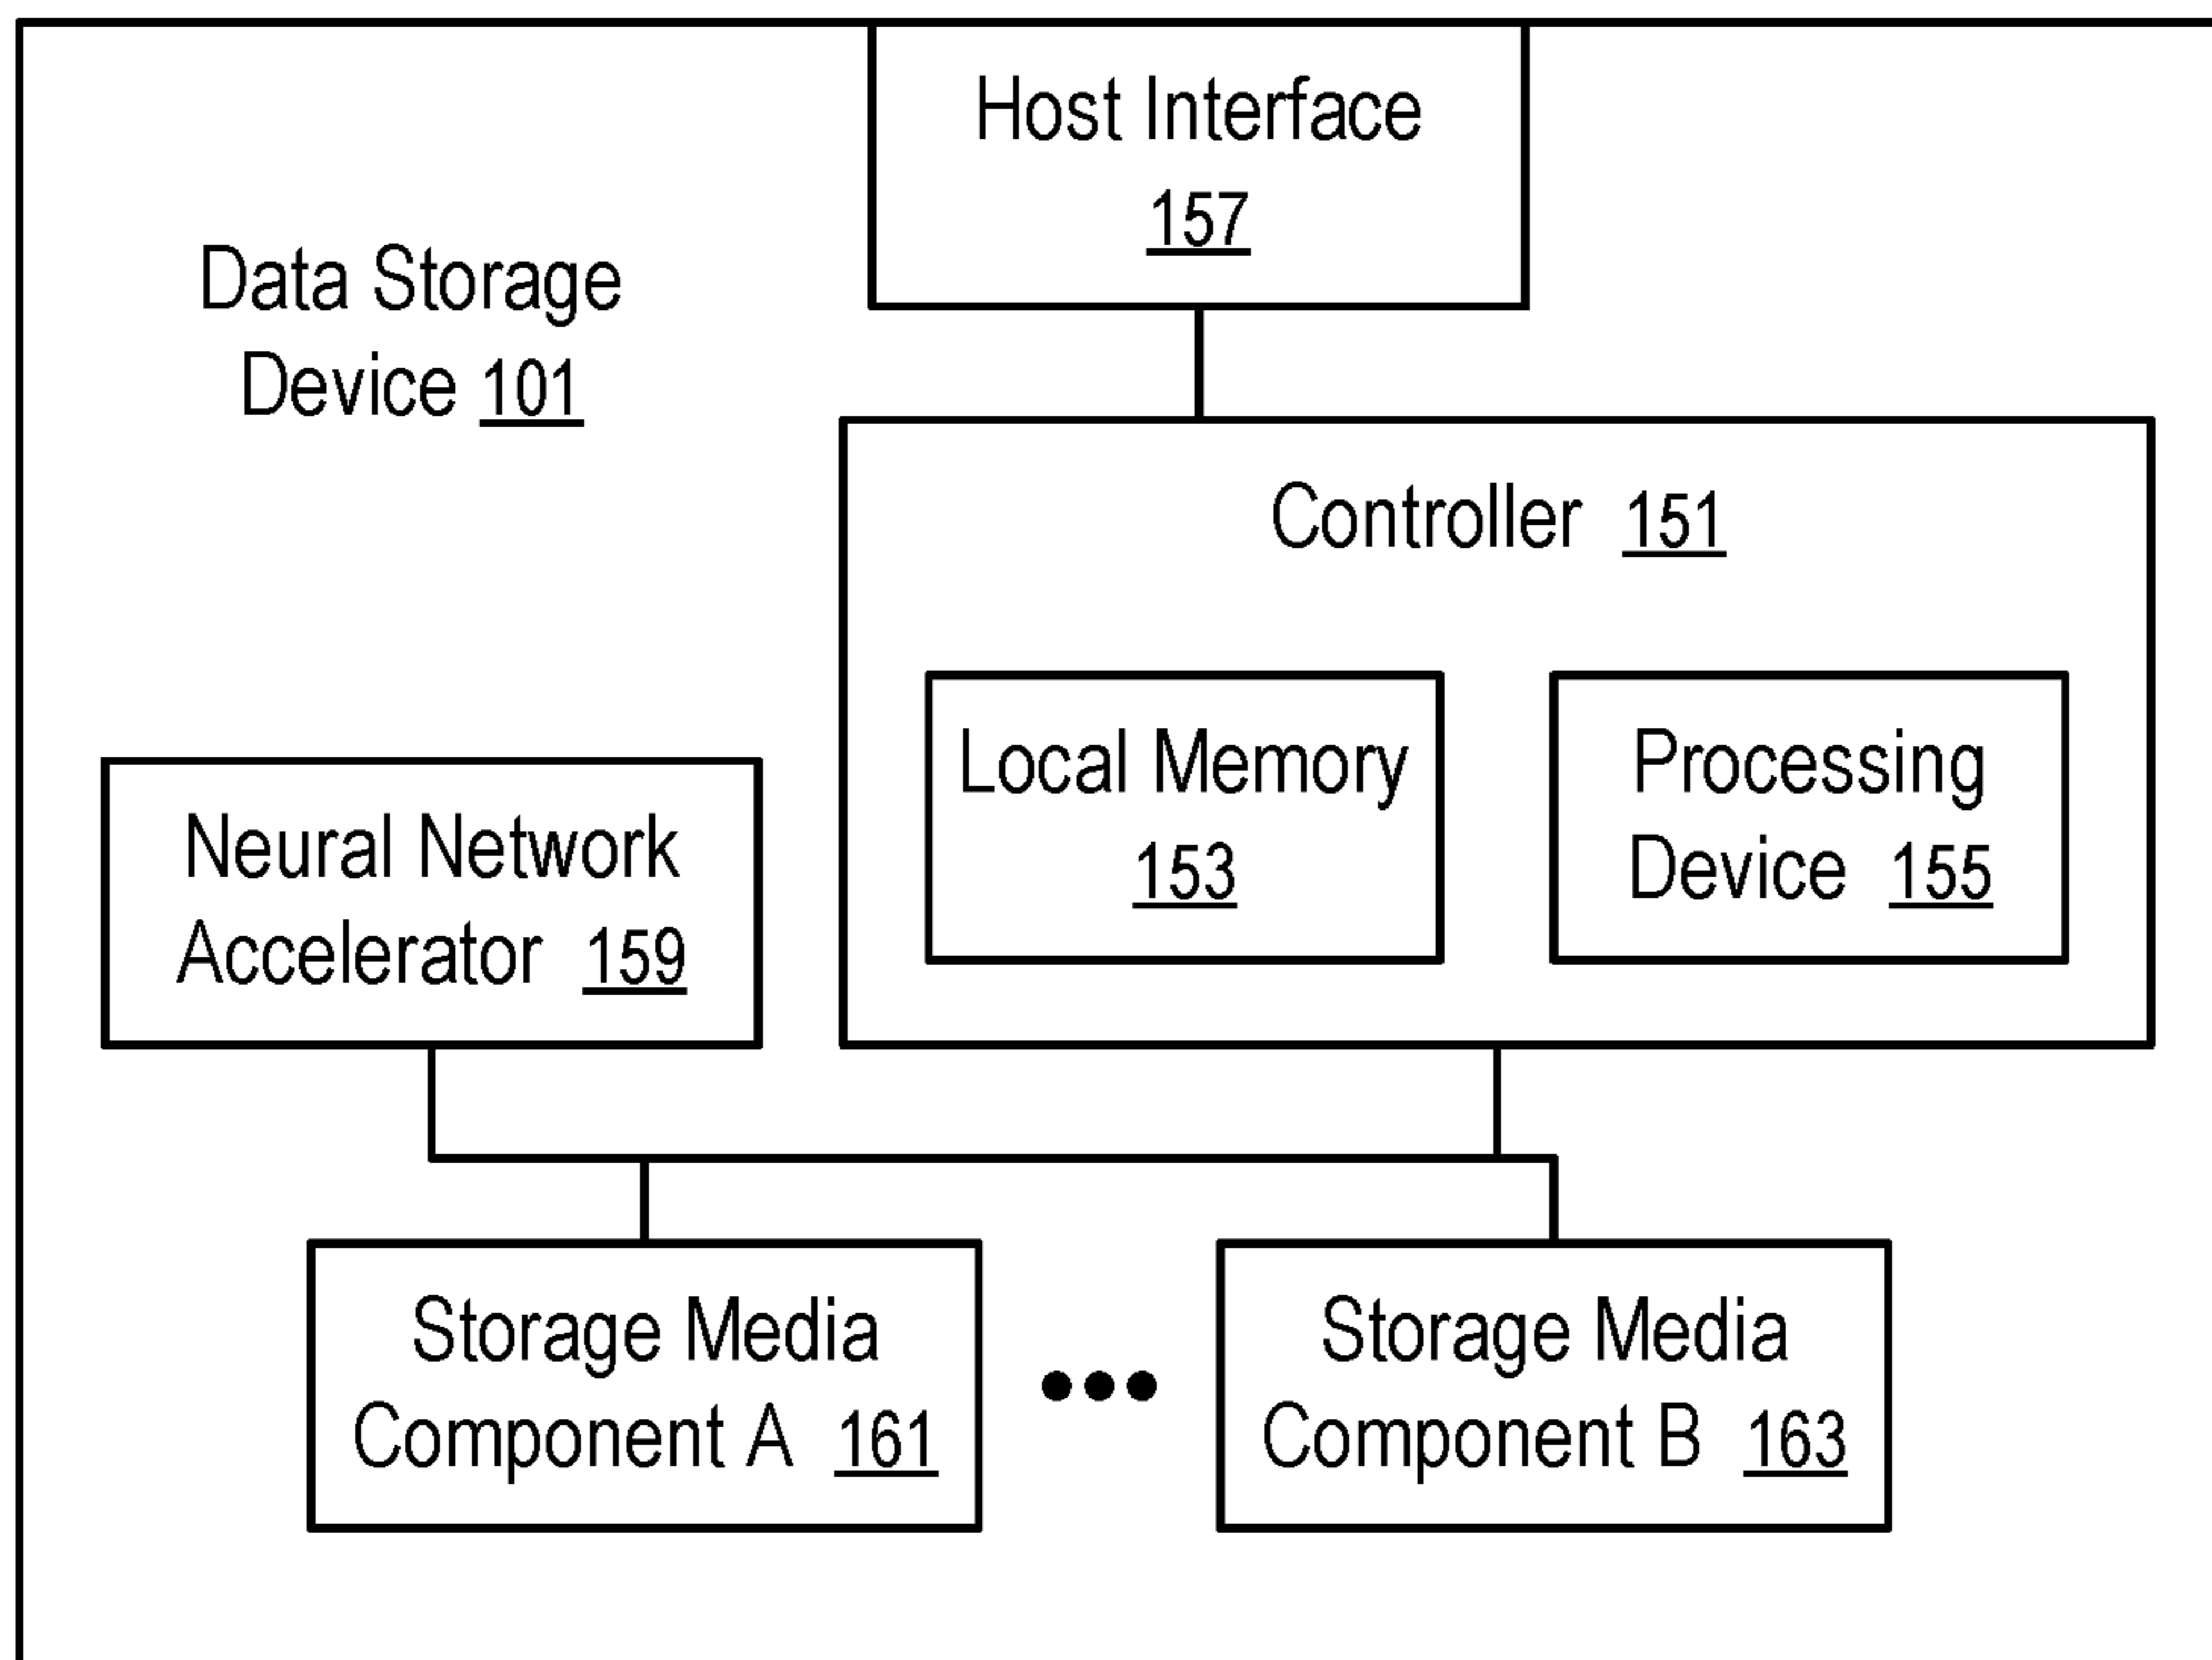 Host Interface
157
Data Storage
Device 101
Controller 151
Local Memory
153
Processing
Device 155
Neural Network
Accelerator 159
Storage Media
Component A 161
Storage Media
Component B 163